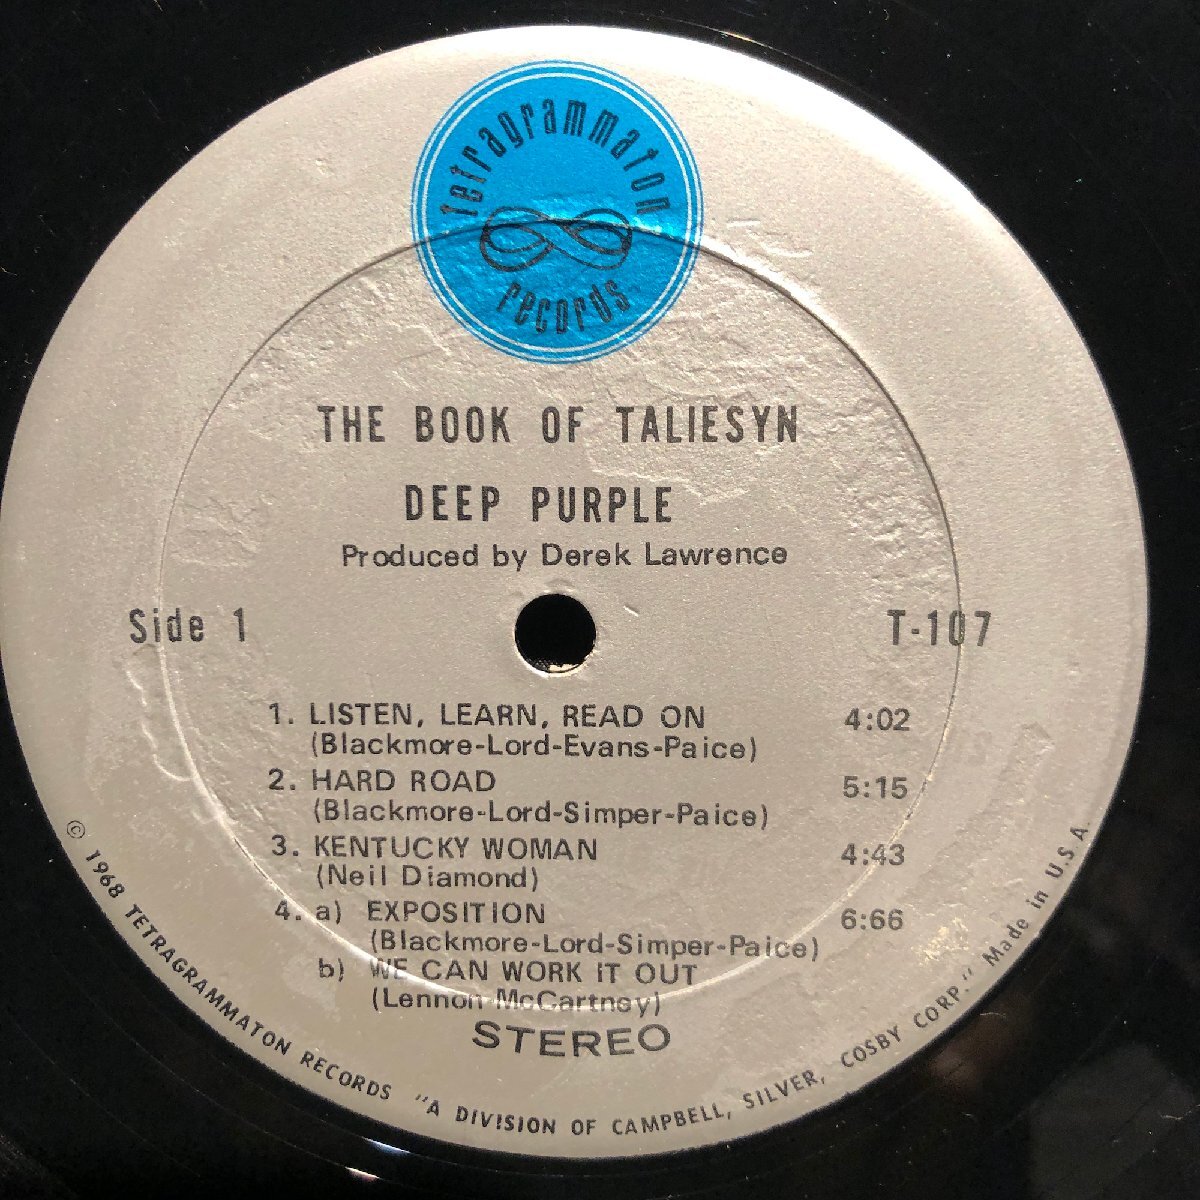 tetragrammaton
records
THE BOOK OF TALIESYN
DEEP PURPLE
Produced by Derek Lawrence
Side 1
T-107
1. LISTEN, LEARN, READ ON 4:02
(Blackmore-Lord-Evans-Paice)
2. HARD ROAD 5:15
(Blackmore-Lord-Simper-Paice)
3. KENTUCKY WOMAN 4:43
(Neil Diamond)
4. a) EXPOSITION 6:66
(Blackmore-Lord-Simper-Paice)
b) WE CAN WORK IT OUT
(Lennon-McCartney)
STEREO
© 1968 TETRAGRAMMATON RECORDS "A DIVISION OF CAMPBELL, SILVER, COSBY CORP." Made in U.S.A.